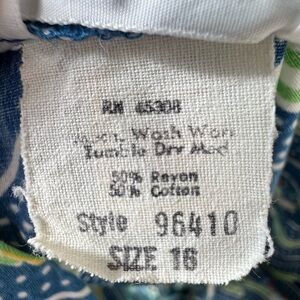 RN 45308
Mach. Wash Warm
Tumble Dry Med
50% Rayon
50% Cotton
Style 96410
SIZE 16